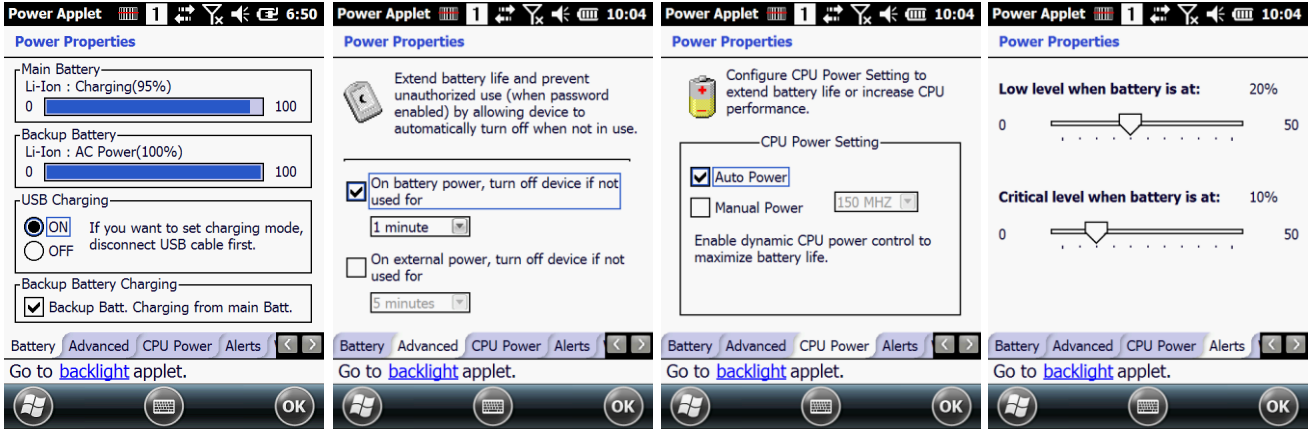 Power Applet 1 6:50
Power Properties
Main Battery
Li-Ion : Charging(95%)
0 100
Backup Battery
Li-Ion : AC Power(100%)
0 100
USB Charging
ON
OFF
If you want to set charging mode,
disconnect USB cable first.
Backup Battery Charging
Backup Batt. Charging from main Batt.
Battery Advanced CPU Power Alerts
Go to backlight applet.
OK
Power Applet 1 10:04
Power Properties
Extend battery life and prevent
unauthorized use (when password
enabled) by allowing device to
automatically turn off when not in use.
On battery power, turn off device if not
used for
1 minute
On external power, turn off device if not
used for
5 minutes
Battery Advanced CPU Power Alerts
Go to backlight applet.
OK
Power Applet 1 10:04
Power Properties
Configure CPU Power Setting to
extend battery life or increase CPU
performance.
CPU Power Setting
Auto Power
Manual Power 150 MHZ
Enable dynamic CPU power control to
maximize battery life.
Battery Advanced CPU Power Alerts
Go to backlight applet.
OK
Power Applet 1 10:04
Power Properties
Low level when battery is at: 20%
0 50
Critical level when battery is at: 10%
0 50
Battery Advanced CPU Power Alerts
Go to backlight applet.
OK